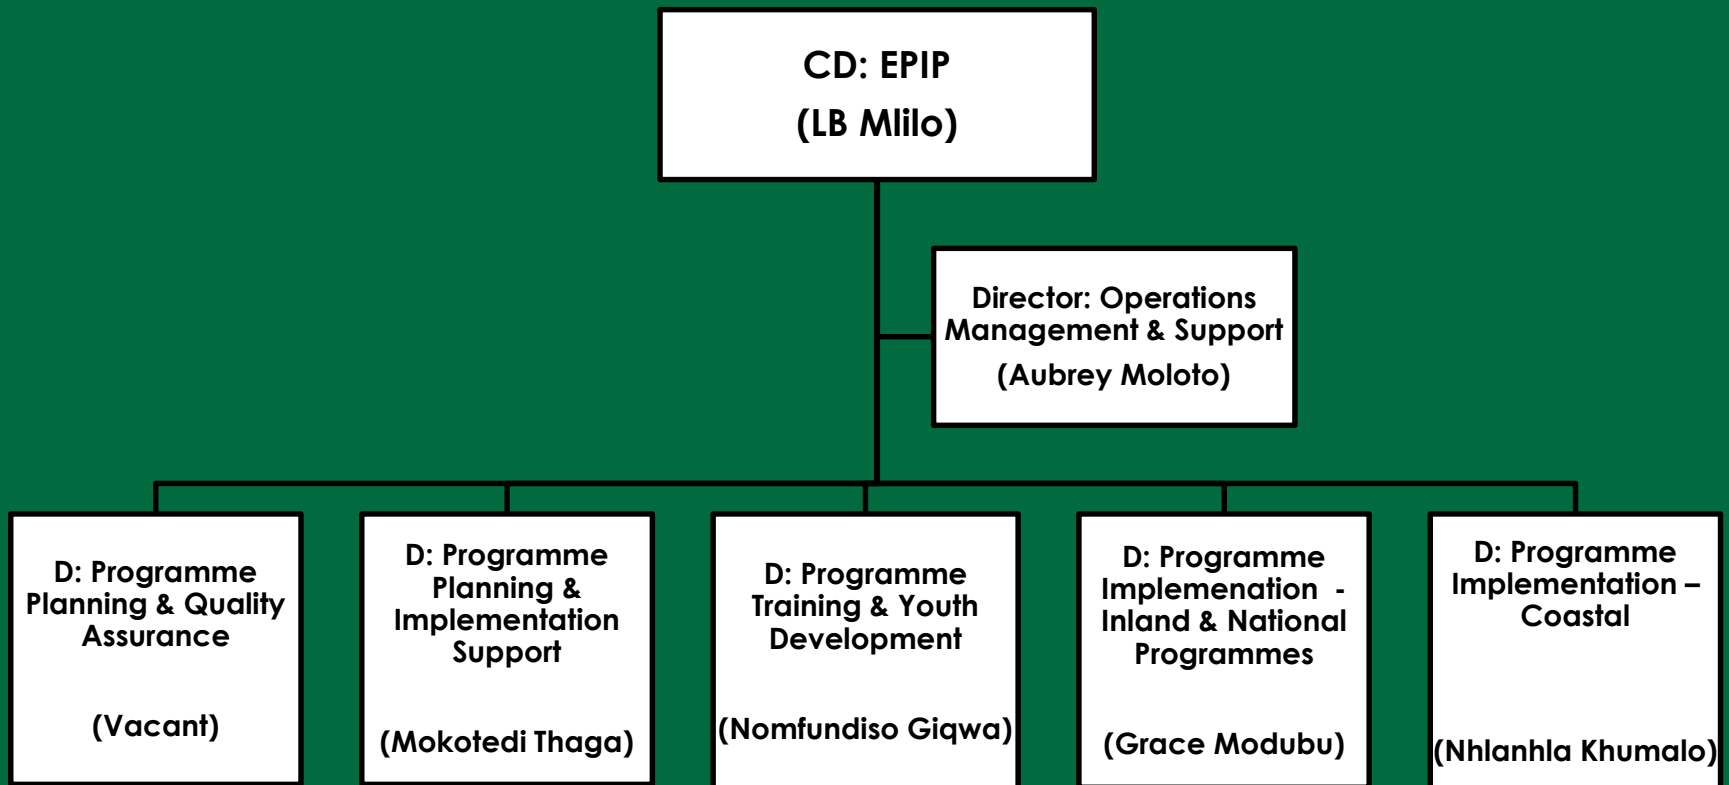 CD: EPIP
(LB Mlilo)
Director: Operations
Management & Support
(Aubrey Moloto)
D: Programme
Planning & Quality
Assurance
(Vacant)
D: Programme
Planning &
Implementation
Support
(Mokotedi Thaga)
D: Programme
Training & Youth
Development
(Nomfundiso Giqwa)
D: Programme
Implemenation -
Inland & National
Programmes
(Grace Modubu)
D: Programme
Implementation –
Coastal
(Nhlanhla Khumalo)